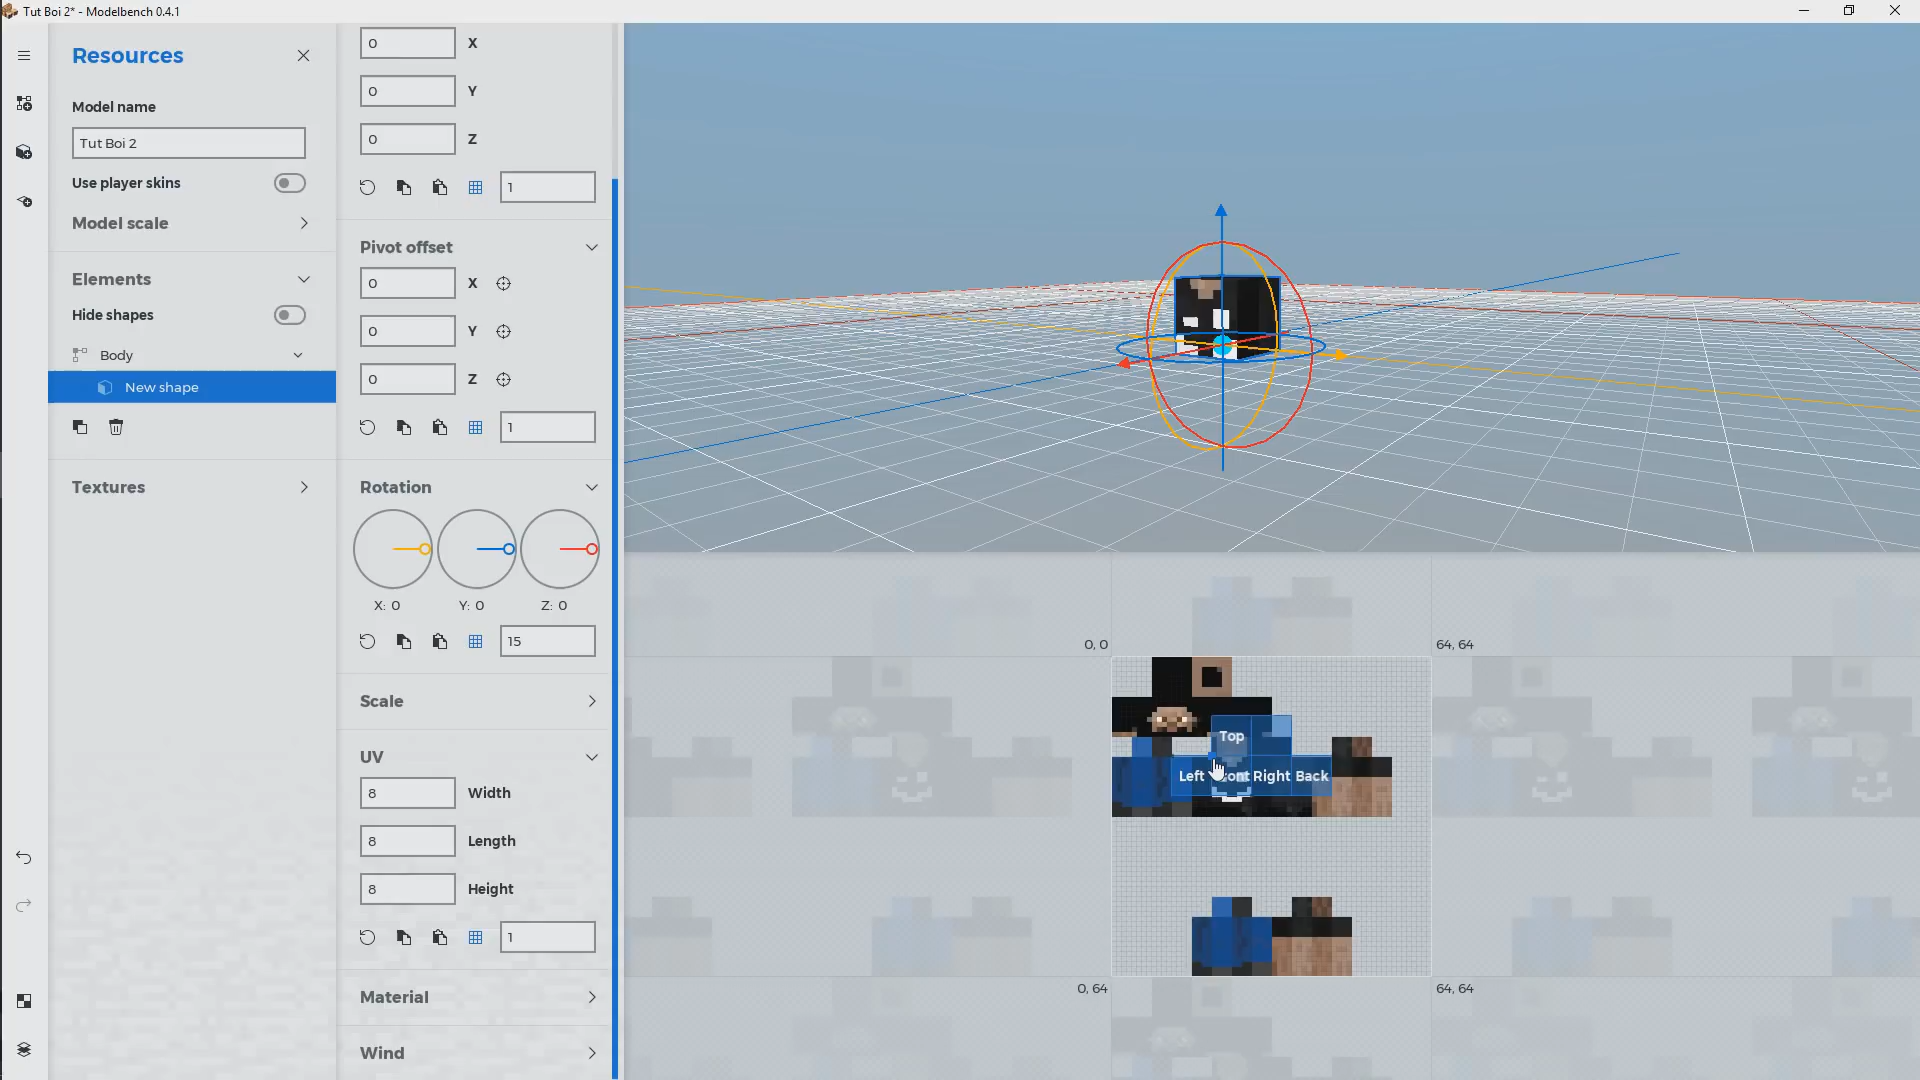 Tut Boi 2* - Modelbench 0.4.1
Resources
Model name
Tut Boi 2
Use player skins
Model scale
Elements
Hide shapes
Body
New shape
Textures
0 X
0 Y
0 Z
1
Pivot offset
0 X
0 Y
0 Z
1
Rotation
X: 0 Y: 0 Z: 0
15
Scale
UV
8 Width
8 Length
8 Height
1
Material
Wind
0, 0
64, 64
Top
Left Front Right Back
0, 64
64, 64